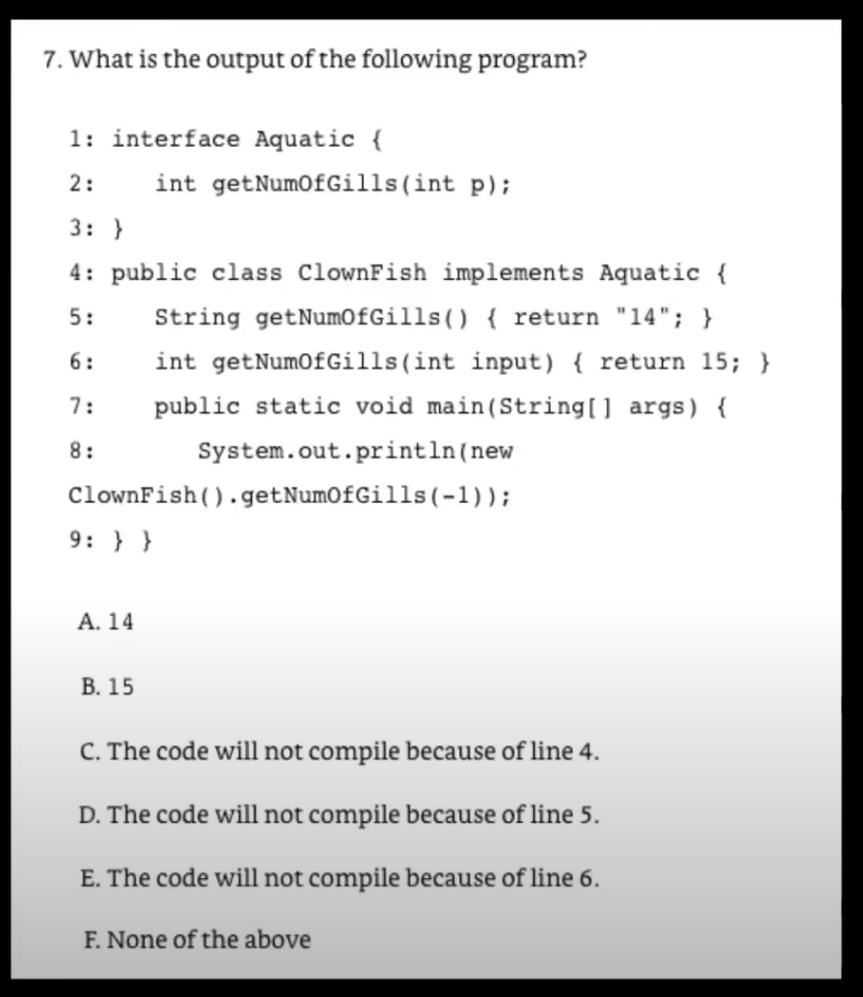 7. What is the output of the following program?
1: interface Aquatic {
2:    int getNumOfGills(int p);
3: }
4: public class ClownFish implements Aquatic {
5:    String getNumOfGills() { return "14"; }
6:    int getNumOfGills(int input) { return 15; }
7:    public static void main(String[] args) {
8:       System.out.println(new
ClownFish().getNumOfGills(-1));
9: } }
A. 14
B. 15
C. The code will not compile because of line 4.
D. The code will not compile because of line 5.
E. The code will not compile because of line 6.
F. None of the above